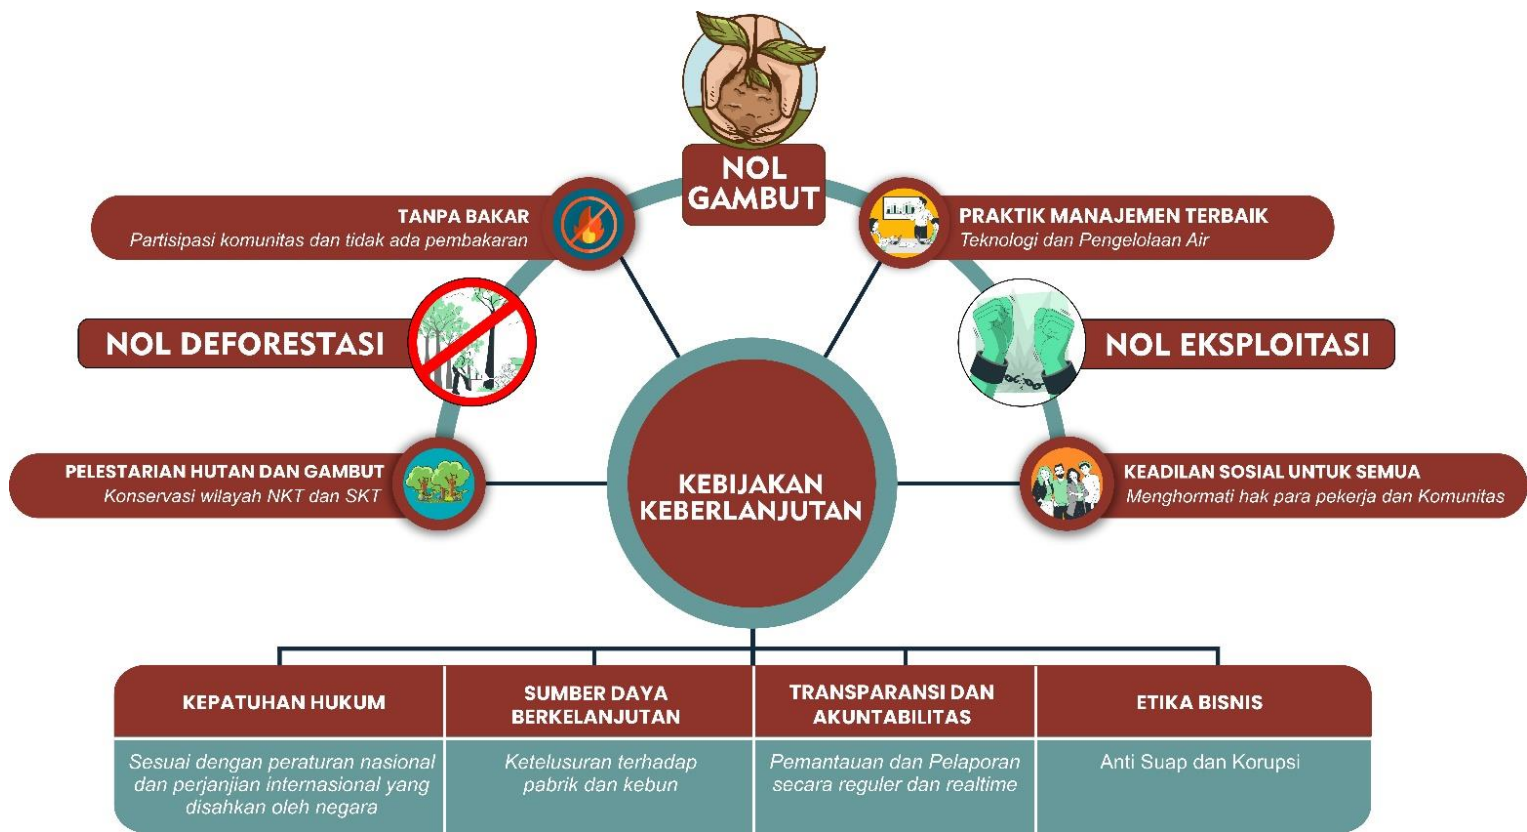 NOL
GAMBUT
TANPA BAKAR
Partisipasi komunitas dan tidak ada pembakaran
PRAKTIK MANAJEMEN TERBAIK
Teknologi dan Pengelolaan Air
NOL DEFORESTASI
NOL EKSPLOITASI
PELESTARIAN HUTAN DAN GAMBUT
Konservasi wilayah NKT dan SKT
KEBIJAKAN
KEBERLANJUTAN
KEADILAN SOSIAL UNTUK SEMUA
Menghormati hak para pekerja dan Komunitas
KEPATUHAN HUKUM
Sesuai dengan peraturan nasional
dan perjanjian internasional yang
disahkan oleh negara
SUMBER DAYA
BERKELANJUTAN
Ketelusuran terhadap
pabrik dan kebun
TRANSPARANSI DAN
AKUNTABILITAS
Pemantauan dan Pelaporan
secara reguler dan realtime
ETIKA BISNIS
Anti Suap dan Korupsi